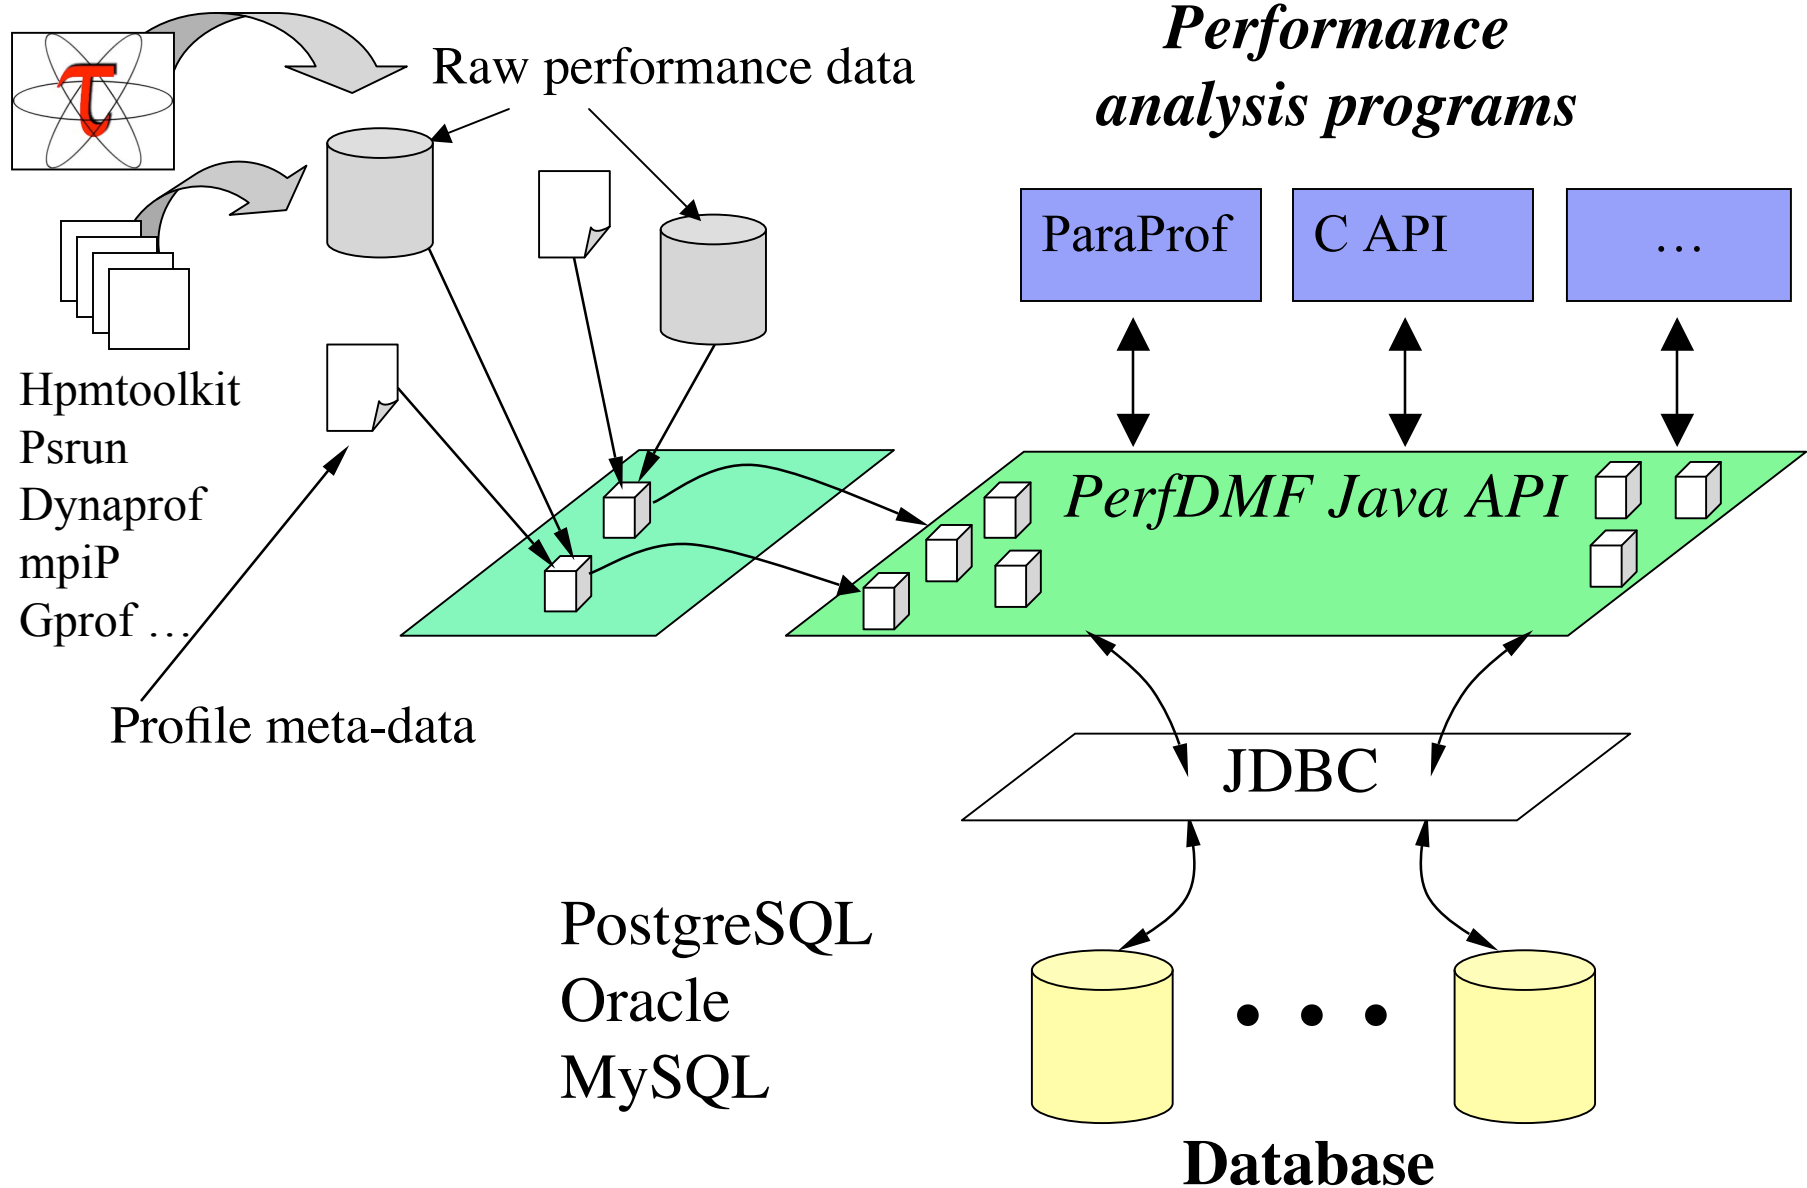 Performance
analysis programs
Raw performance data
τ
ParaProf
C API
…
Hpmtoolkit
Psrun
Dynaprof
mpiP
Gprof …
PerfDMF Java API
Profile meta-data
JDBC
PostgreSQL
Oracle
MySQL
• • •
Database